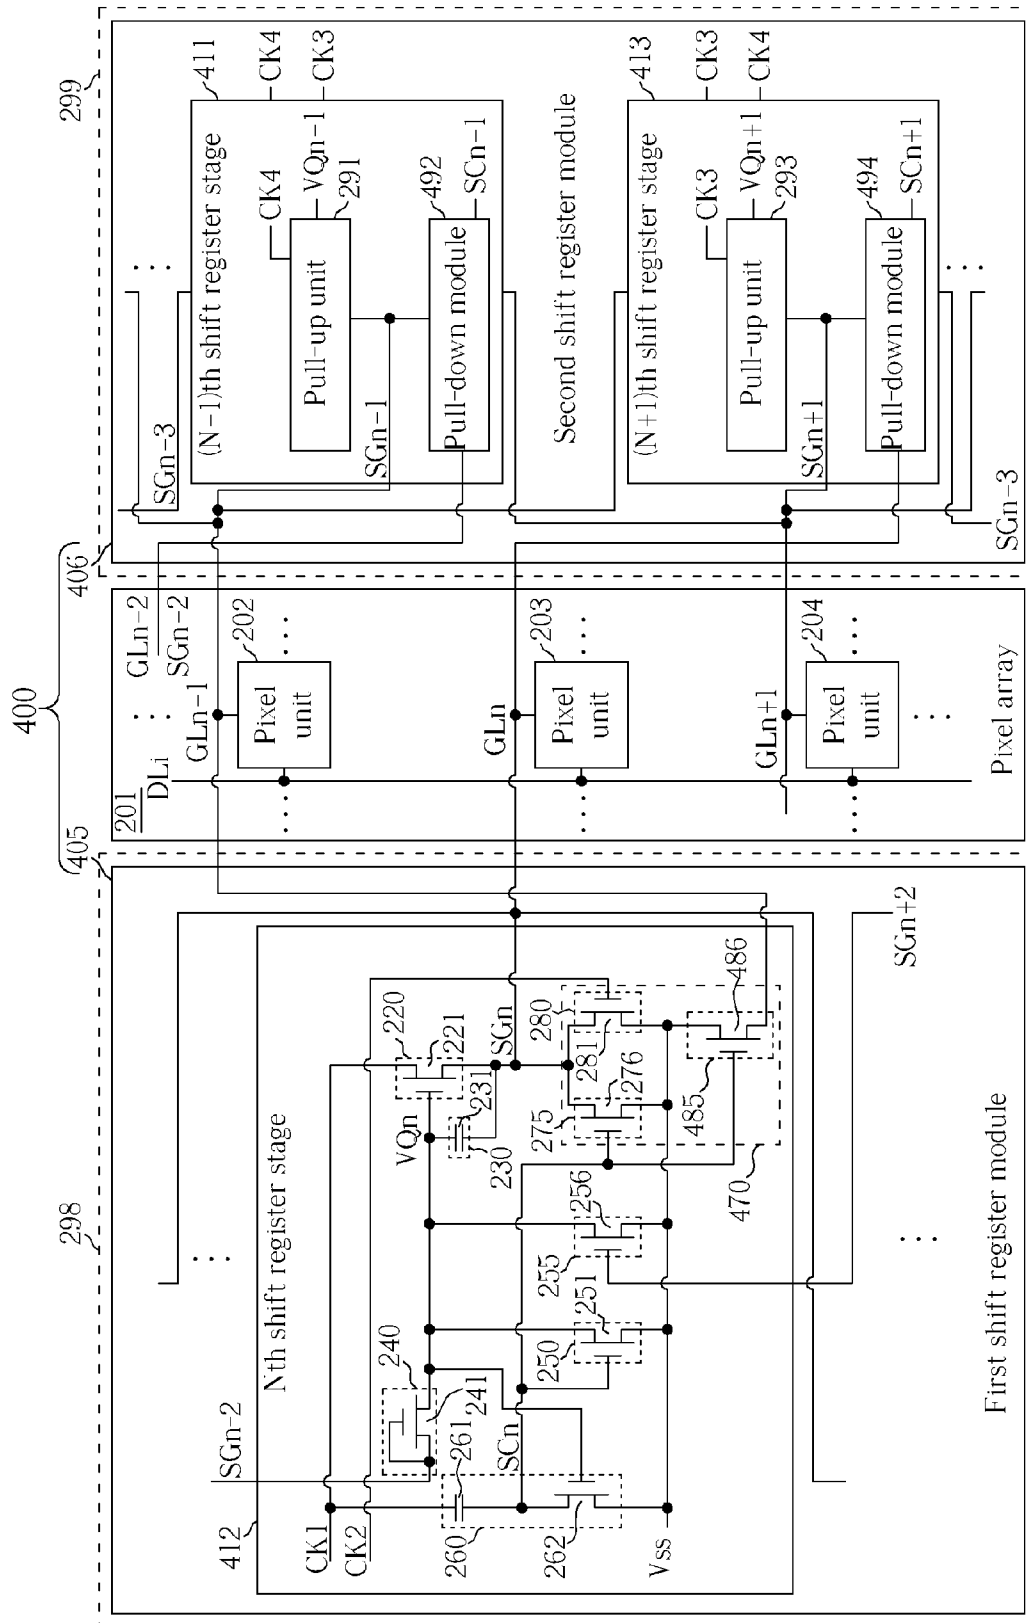 400
298
299
405
406
First shift register module
Nth shift register stage
412
CK1
CK2
SGn−2
240
241
260
261
262
SCn
Vss
250
251
255
256
VQn
230
231
220
221
SGn
275
276
280
281
485
486
470
SGn+2
201
DLi
Pixel array
GLn−2
SGn−2
GLn−1
202
Pixel
unit
GLn
203
Pixel
unit
GLn+1
204
Pixel
unit
SGn−3
(N−1)th shift register stage
411
CK4
CK3
Pull-up unit
291
CK4
VQn−1
SGn−1
Pull-down module
492
SCn−1
Second shift register module
(N+1)th shift register stage
413
CK3
CK4
Pull-up unit
293
CK3
VQn+1
SGn+1
Pull-down module
494
SCn+1
SGn−3